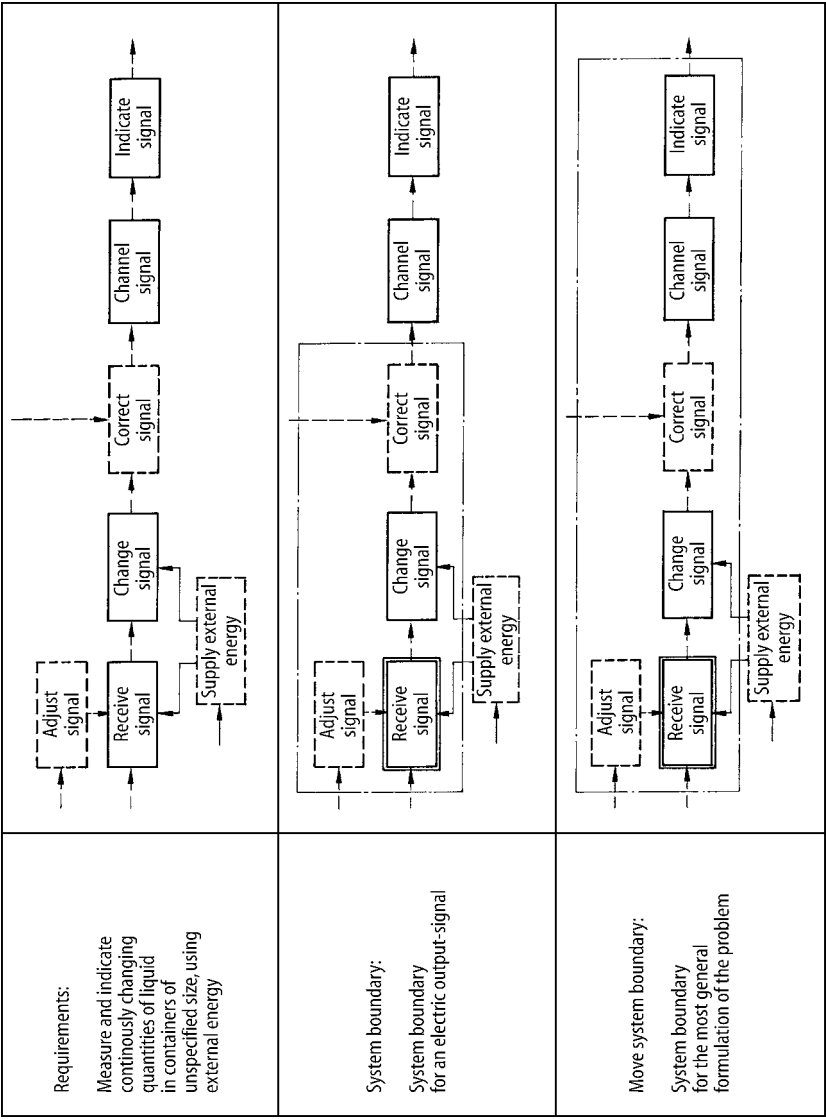 Requirements:
Measure and indicate
continously changing
quantities of liquid
in containers of
unspecified size, using
external energy
Adjust
signal
Receive
signal
Change
signal
Correct
signal
Channel
signal
Indicate
signal
Supply external
energy
System boundary:
System boundary
for an electric output-signal
Adjust
signal
Receive
signal
Change
signal
Correct
signal
Channel
signal
Indicate
signal
Supply external
energy
Move system boundary:
System boundary
for the most general
formulation of the problem
Adjust
signal
Receive
signal
Change
signal
Correct
signal
Channel
signal
Indicate
signal
Supply external
energy